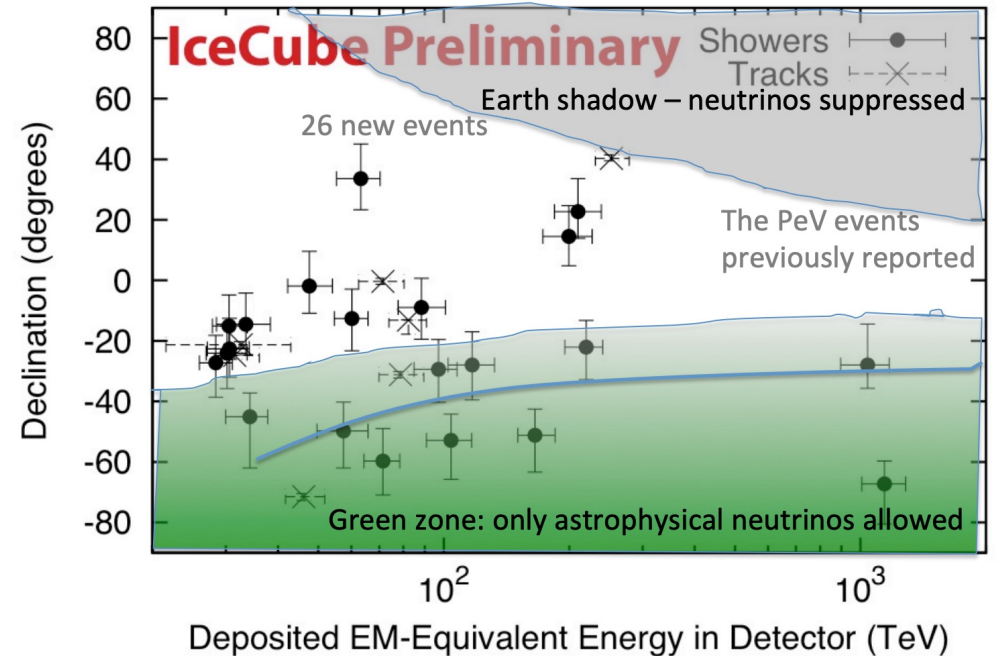 IceCube Preliminary
Showers
Tracks
Earth shadow – neutrinos suppressed
26 new events
The PeV events
previously reported
Green zone: only astrophysical neutrinos allowed
Declination (degrees)
80
60
40
20
0
-20
-40
-60
-80
10²
10³
Deposited EM-Equivalent Energy in Detector (TeV)